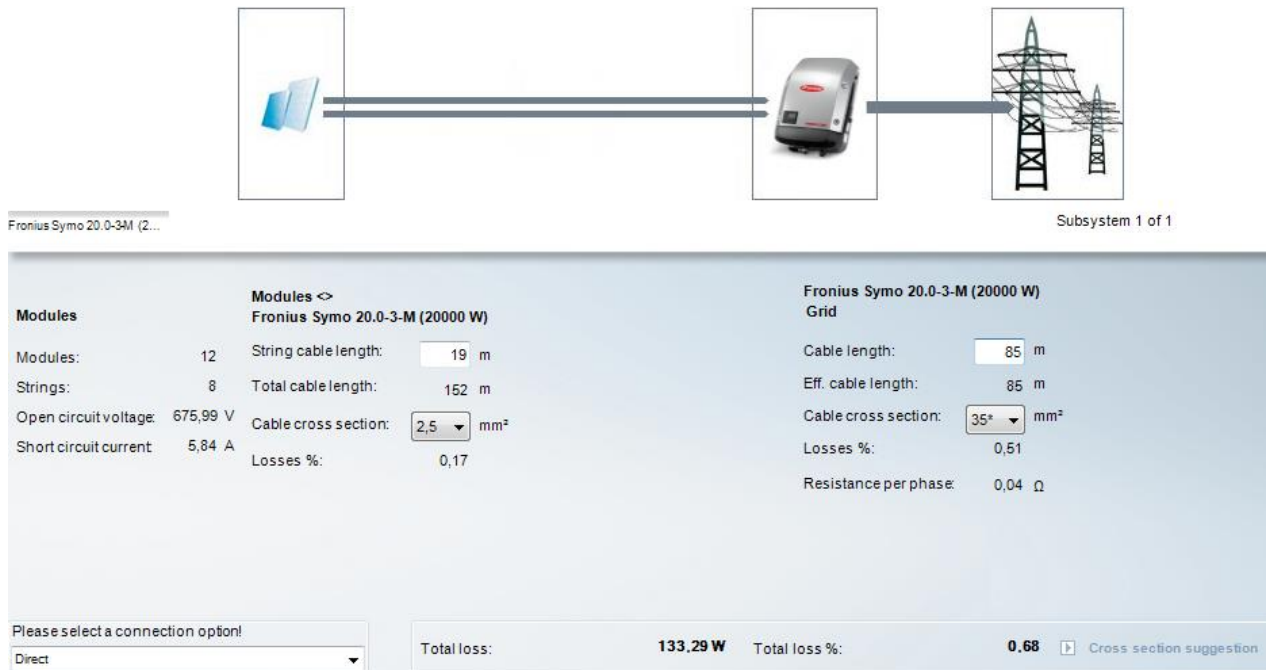 Fronius Symo 20.0-3-M (2...
Subsystem 1 of 1
Modules
Modules: 12
Strings: 8
Open circuit voltage: 675,99 V
Short circuit current: 5,84 A
Modules <>
Fronius Symo 20.0-3-M (20000 W)
String cable length: 19 m
Total cable length: 152 m
Cable cross section: 2,5 mm²
Losses %: 0,17
Fronius Symo 20.0-3-M (20000 W)
Grid
Cable length: 85 m
Eff. cable length: 85 m
Cable cross section: 35* mm²
Losses %: 0,51
Resistance per phase: 0,04 Ω
Please select a connection option!
Direct
Total loss: 133,29 W Total loss %: 0,68 Cross section suggestion